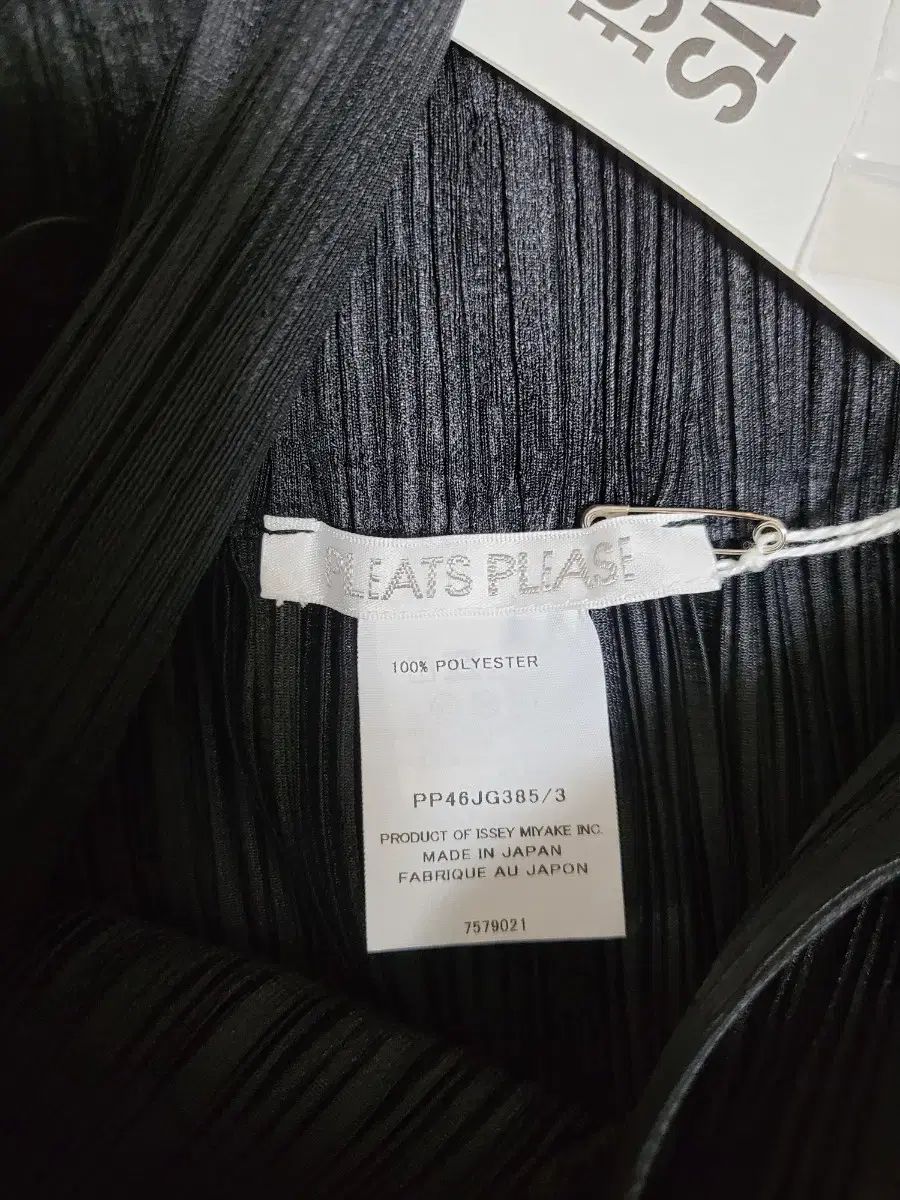 PLEATS PLEASE
100% POLYESTER
PP46JG385/3
PRODUCT OF ISSEY MIYAKE INC.
MADE IN JAPAN
FABRIQUE AU JAPON
7579021